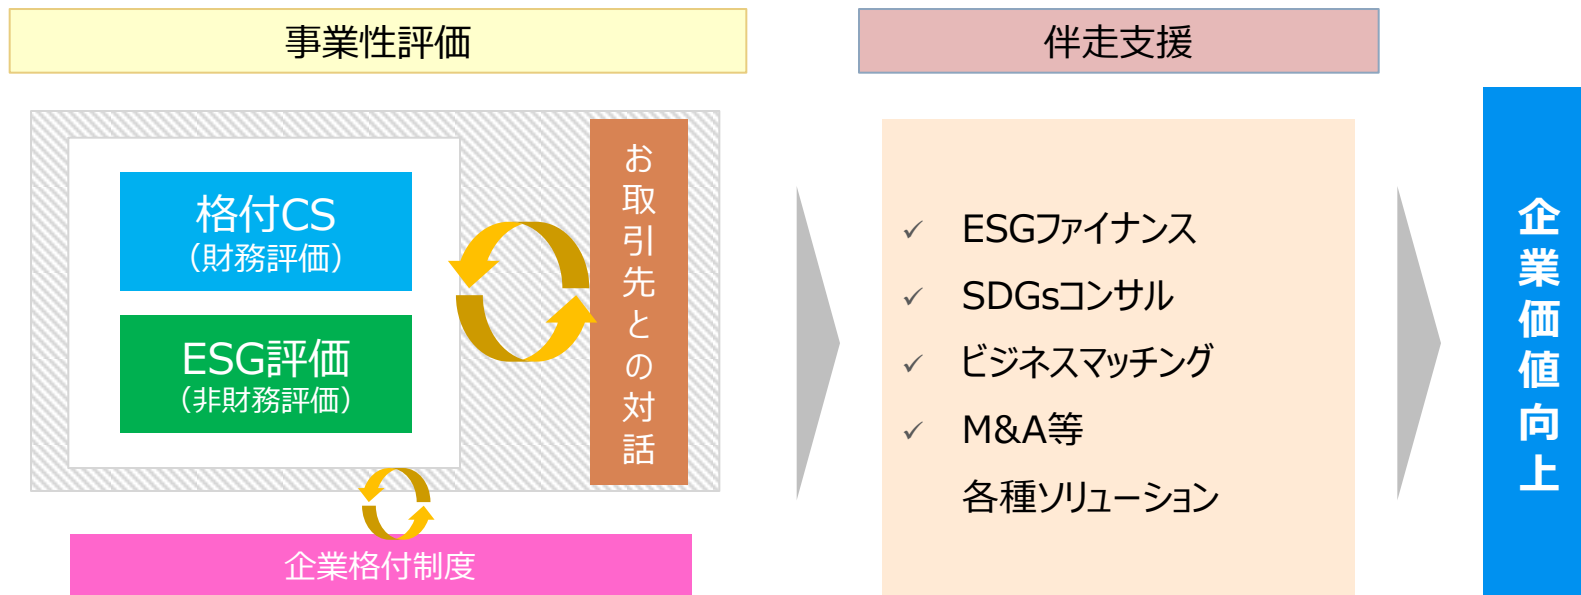 事業性評価
格付CS
（財務評価）
ESG評価
（非財務評価）
お取引先との対話
企業格付制度
伴走支援
✓ ESGファイナンス
✓ SDGsコンサル
✓ ビジネスマッチング
✓ M&A等
各種ソリューション
企業価値向上